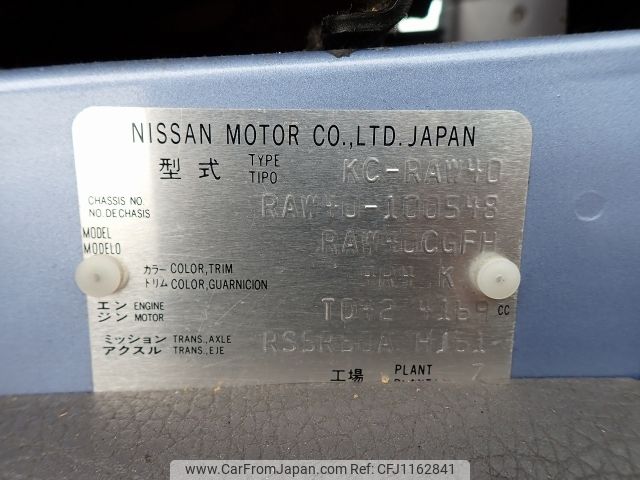 NISSAN MOTOR CO.,LTD. JAPAN
型式 TYPE TIPO KC-RAW40
CHASSIS NO. NO. DE CHASIS RAW40-100548
MODEL MODELO RAW40CGFH
カラー COLOR,TRIM
トリム COLOR,GUARNICION K
エンジン ENGINE MOTOR TD42 4169 CC
ミッション TRANS.,AXLE
アクスル TRANS.,EJE
工場 PLANT 7
www.CarFromJapan.com - CFJ1162841